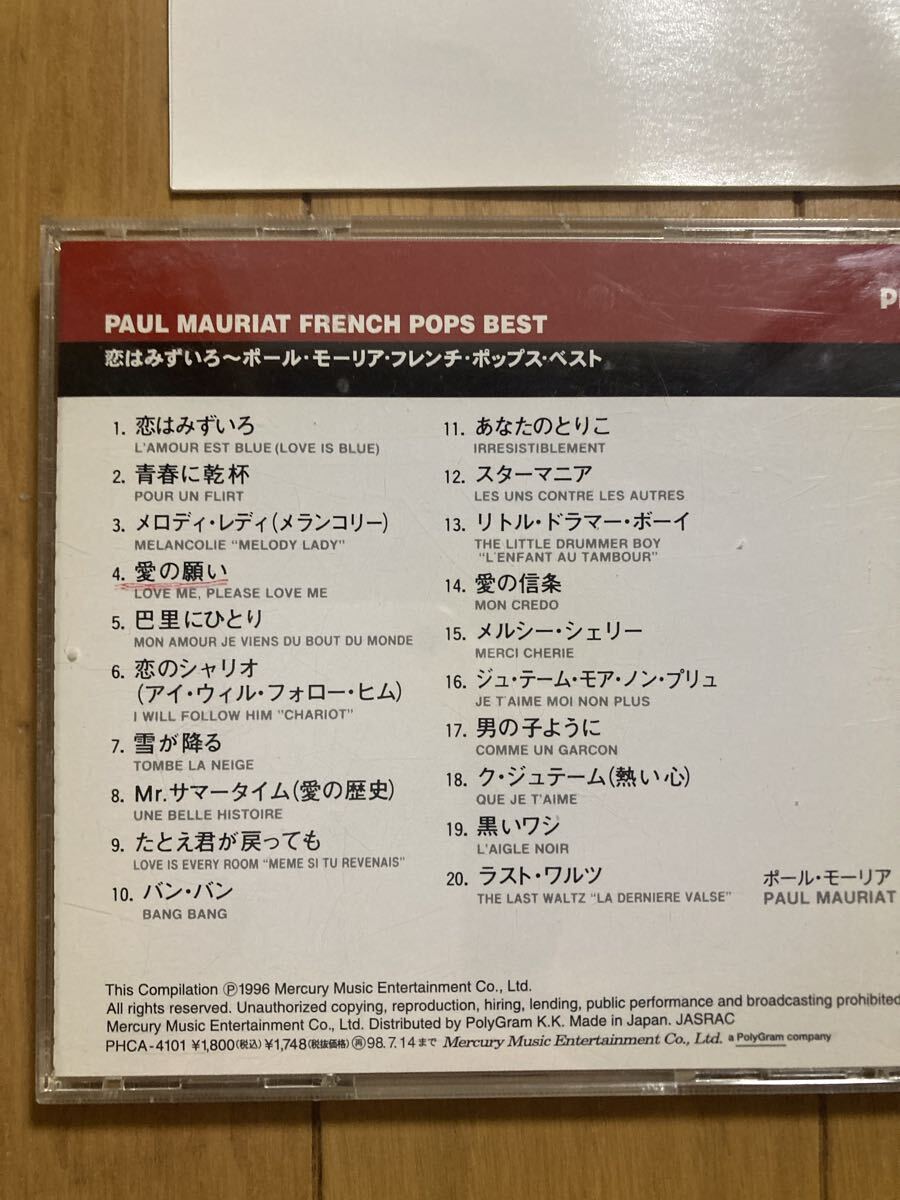 PAUL MAURIAT FRENCH POPS BEST
恋はみずいろ～ポール・モーリア・フレンチ・ポップス・ベスト
1. 恋はみずいろ
L'AMOUR EST BLUE (LOVE IS BLUE)
2. 青春に乾杯
POUR UN FLIRT
3. メロディ・レディ(メランコリー)
MELANCOLIE "MELODY LADY"
4. 愛の願い
LOVE ME, PLEASE LOVE ME
5. 巴里にひとり
MON AMOUR JE VIENS DU BOUT DU MONDE
6. 恋のシャリオ
(アイ・ウィル・フォロー・ヒム)
I WILL FOLLOW HIM "CHARIOT"
7. 雪が降る
TOMBE LA NEIGE
8. Mr.サマータイム(愛の歴史)
UNE BELLE HISTOIRE
9. たとえ君が戻っても
LOVE IS EVERY ROOM "MEME SI TU REVENAIS"
10. バン・バン
BANG BANG
11. あなたのとりこ
IRRESISTIBLEMENT
12. スターマニア
LES UNS CONTRE LES AUTRES
13. リトル・ドラマー・ボーイ
THE LITTLE DRUMMER BOY
"L'ENFANT AU TAMBOUR"
14. 愛の信条
MON CREDO
15. メルシー・シェリー
MERCI CHERIE
16. ジュ・テーム・モア・ノン・プリュ
JE T'AIME MOI NON PLUS
17. 男の子ように
COMME UN GARCON
18. ク・ジュテーム(熱い心)
QUE JE T'AIME
19. 黒いワシ
L'AIGLE NOIR
20. ラスト・ワルツ
THE LAST WALTZ "LA DERNIERE VALSE"
ポール・モーリア
PAUL MAURIAT
This Compilation Ⓟ1996 Mercury Music Entertainment Co., Ltd.
All rights reserved. Unauthorized copying, reproduction, hiring, lending, public performance and broadcasting prohibited
Mercury Music Entertainment Co., Ltd. Distributed by PolyGram K.K. Made in Japan. JASRAC
PHCA-4101 ¥1,800(税込) ¥1,748(税抜価格) ㊑98.7.14まで Mercury Music Entertainment Co., Ltd. a PolyGram company